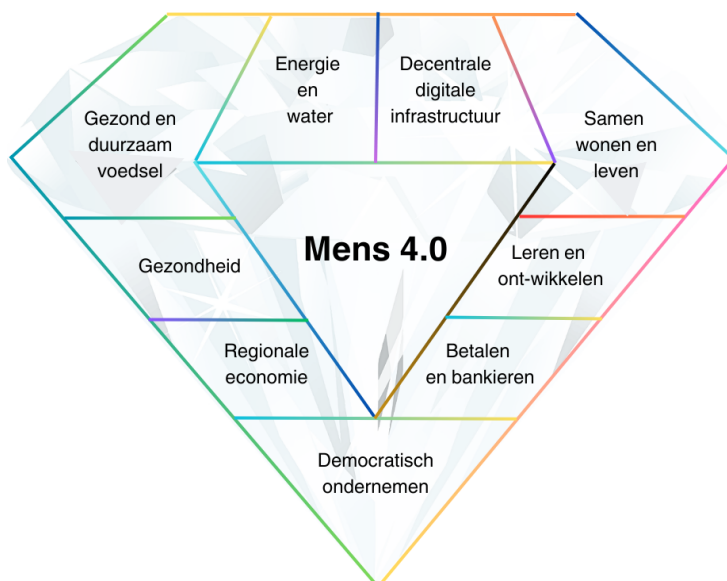 Energie
en
water
Decentrale
digitale
infrastructuur
Gezond en
duurzaam
voedsel
Samen
wonen en
leven
Mens 4.0
Gezondheid
Leren en
ont-wikkelen
Regionale
economie
Betalen
en bankieren
Democratisch
ondernemen